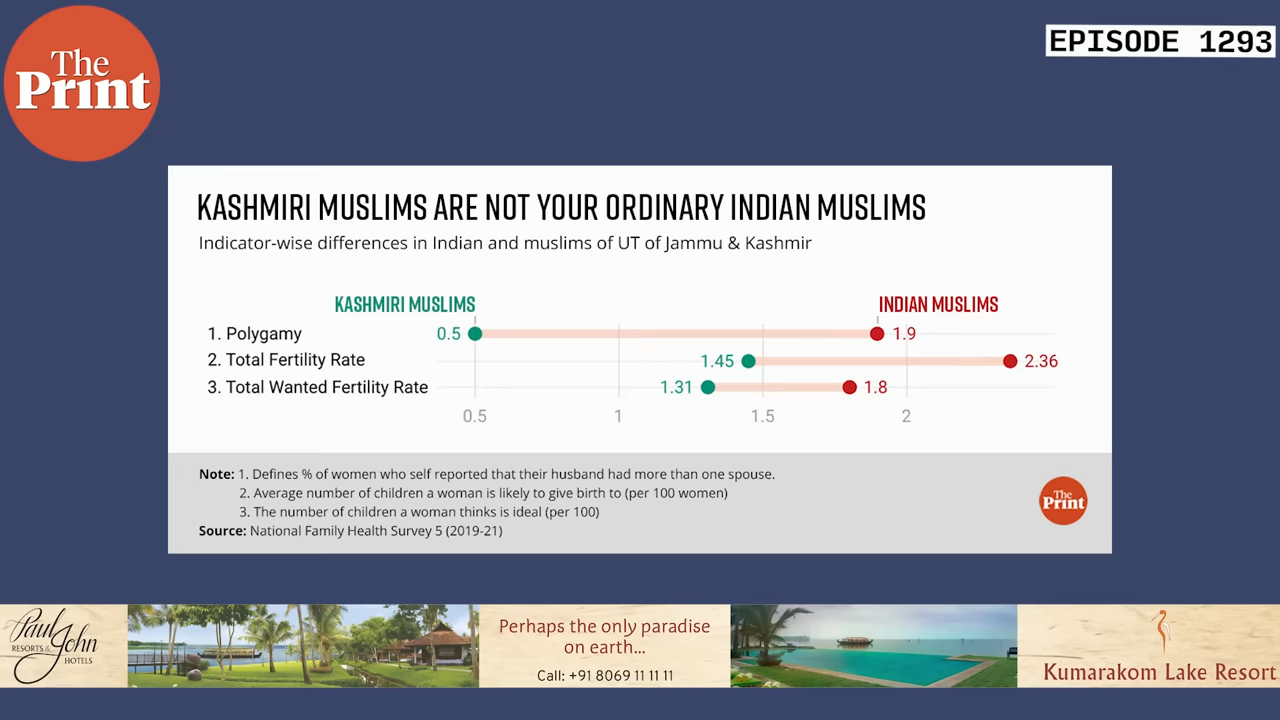 The
Print
EPISODE 1293
KASHMIRI MUSLIMS ARE NOT YOUR ORDINARY INDIAN MUSLIMS
Indicator-wise differences in Indian and muslims of UT of Jammu & Kashmir
KASHMIRI MUSLIMS
INDIAN MUSLIMS
1. Polygamy
0.5
1.9
2. Total Fertility Rate
1.45
2.36
3. Total Wanted Fertility Rate
1.31
1.8
0.5 1 1.5 2
Note: 1. Defines % of women who self reported that their husband had more than one spouse.
2. Average number of children a woman is likely to give birth to (per 100 women)
3. The number of children a woman thinks is ideal (per 100)
Source: National Family Health Survey 5 (2019-21)
The
Print
Paul John
RESORTS & HOTELS
Perhaps the only paradise
on earth...
Call: +91 8069 11 11 11
Kumarakom Lake Resort